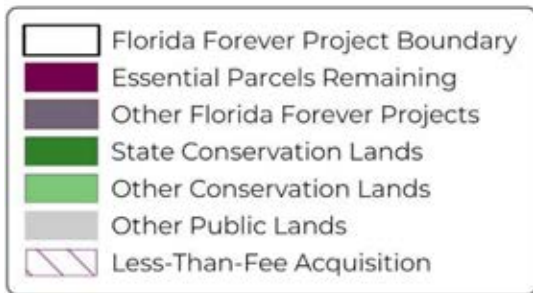 Florida Forever Project Boundary
Essential Parcels Remaining
Other Florida Forever Projects
State Conservation Lands
Other Conservation Lands
Other Public Lands
Less-Than-Fee Acquisition